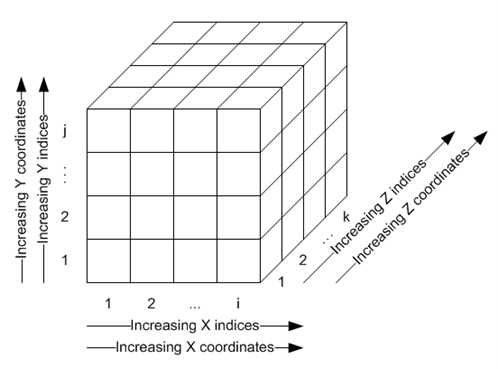 Increasing Y coordinates
Increasing Y indices
j
⋮
2
1
1 2 ... i
1
2
...
k
Increasing Z indices
Increasing Z coordinates
Increasing X indices
Increasing X coordinates